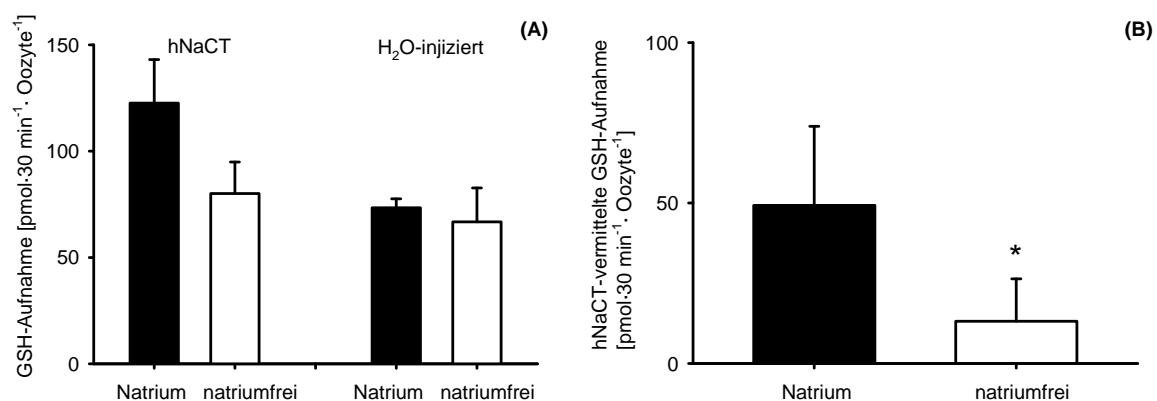 (A)
hNaCT
H2O-injiziert
GSH-Aufnahme [pmol·30 min-1· Oozyte-1]
150
100
50
0
Natrium
natriumfrei
Natrium
natriumfrei
(B)
hNaCT-vermittelte GSH-Aufnahme
[pmol·30 min-1· Oozyte-1]
100
50
0
*
Natrium
natriumfrei